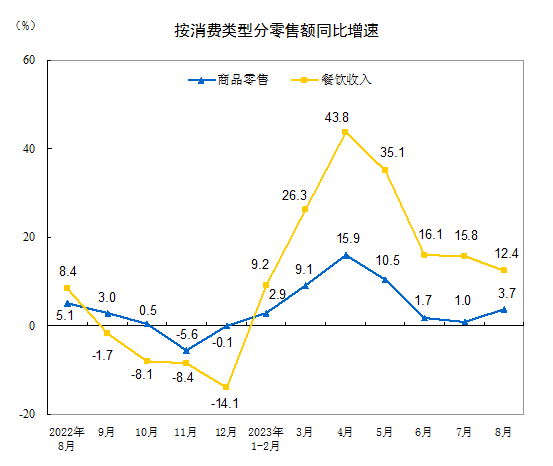 按消费类型分零售额同比增速
(%)
商品零售
餐饮收入
60
40
20
0
-20
8.4
5.1
3.0
-1.7
0.5
-8.1
-5.6
-8.4
-0.1
-14.1
9.2
2.9
26.3
9.1
43.8
15.9
35.1
10.5
16.1
1.7
15.8
1.0
12.4
3.7
2022年
8月
9月
10月
11月
12月
2023年
1-2月
3月
4月
5月
6月
7月
8月